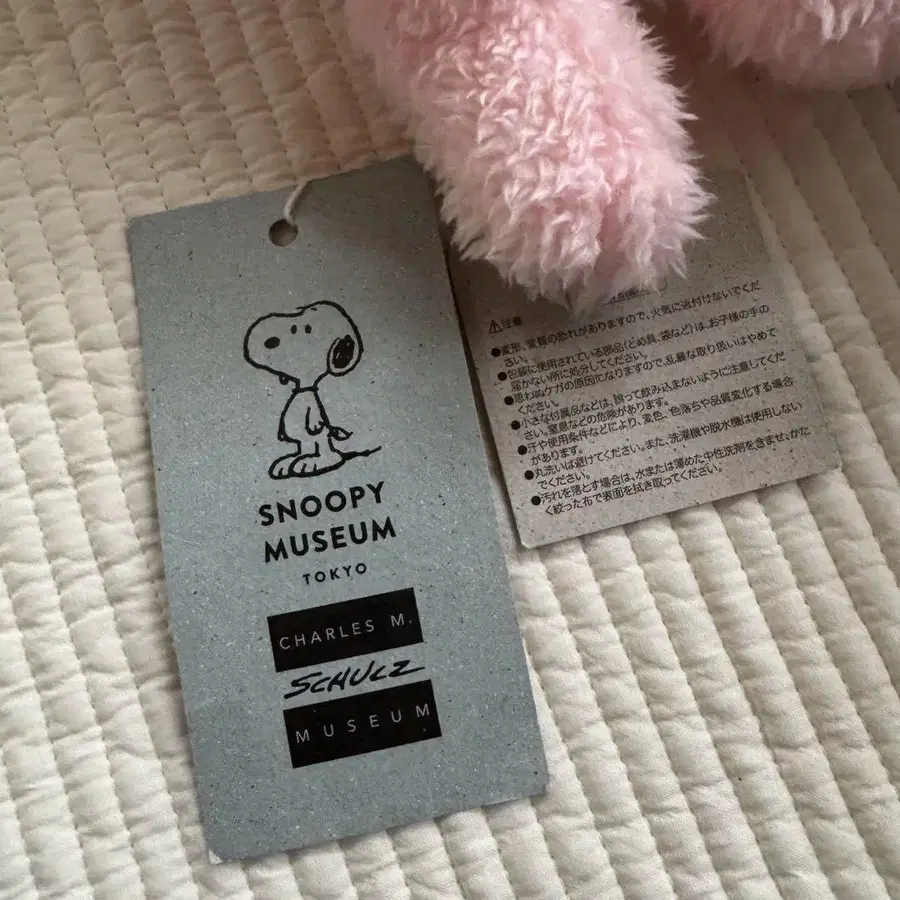 SNOOPY
MUSEUM
TOKYO
CHARLES M.
SCHULZ
MUSEUM
⚠注意
●変形、変質の恐れがありますので、火気に近付けないでくだ
さい。
●包装に使用されている部品(どめ具、袋など)は、お子様の手の
届かない所に処分してください。
●思わぬケガの原因になりますので、乱暴な取り扱いはやめて
ください。
●小さな付属品などは、誤って飲み込まないように注意してくだ
さい。窒息などの危険があります。
●汗や使用条件などにより、変色、色落ちや品質変化する場合
があります。
●丸洗いは避けてください。また、洗濯機や脱水機は使用しない
でください。
●汚れを落とす場合は、水または薄めた中性洗剤を含ませ、かた
く絞った布で表面を拭き取ってください。